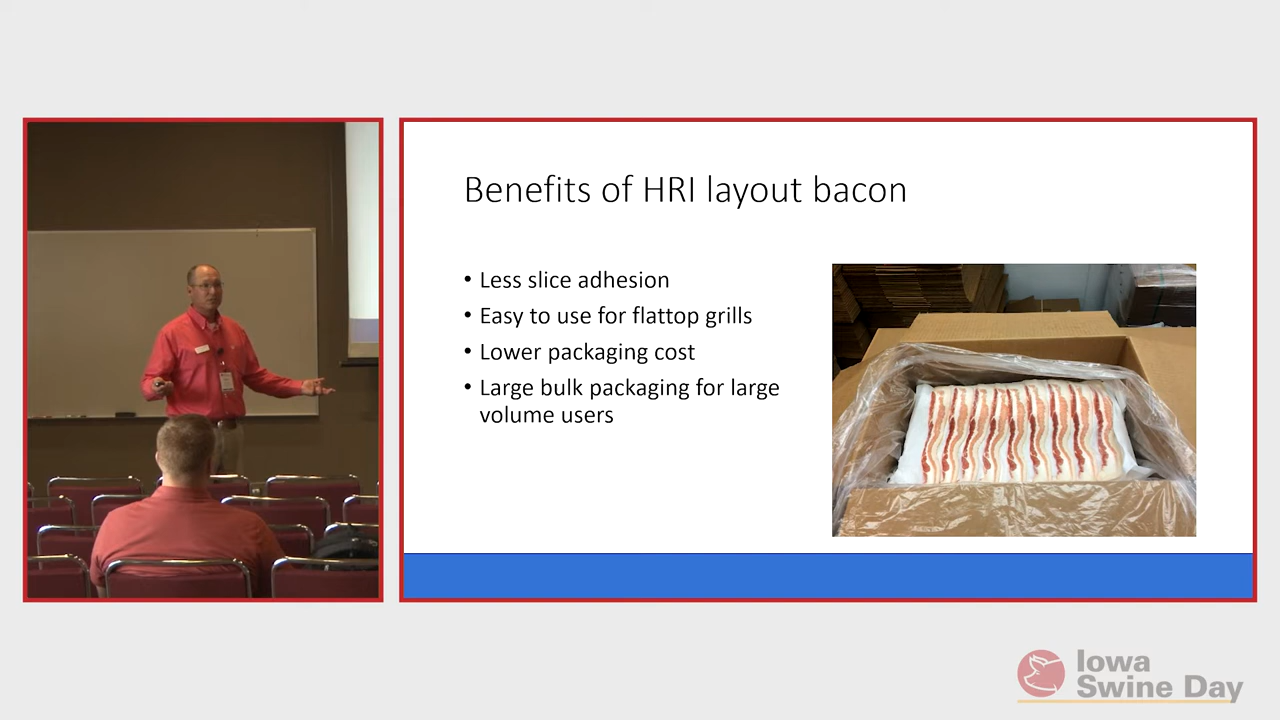 Benefits of HRI layout bacon
• Less slice adhesion
• Easy to use for flattop grills
• Lower packaging cost
• Large bulk packaging for large
volume users
Iowa
Swine Day